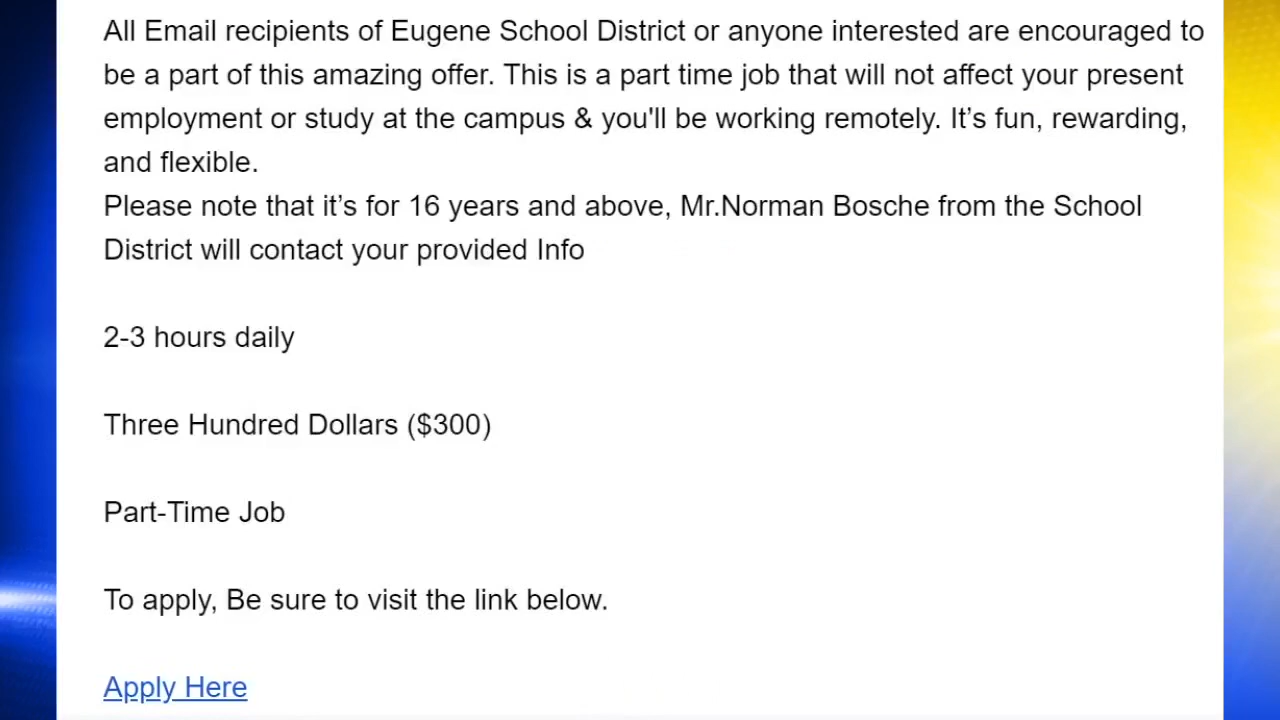 All Email recipients of Eugene School District or anyone interested are encouraged to
be a part of this amazing offer. This is a part time job that will not affect your present
employment or study at the campus & you'll be working remotely. It’s fun, rewarding,
and flexible.
Please note that it’s for 16 years and above, Mr.Norman Bosche from the School
District will contact your provided Info
2-3 hours daily
Three Hundred Dollars ($300)
Part-Time Job
To apply, Be sure to visit the link below.
Apply Here